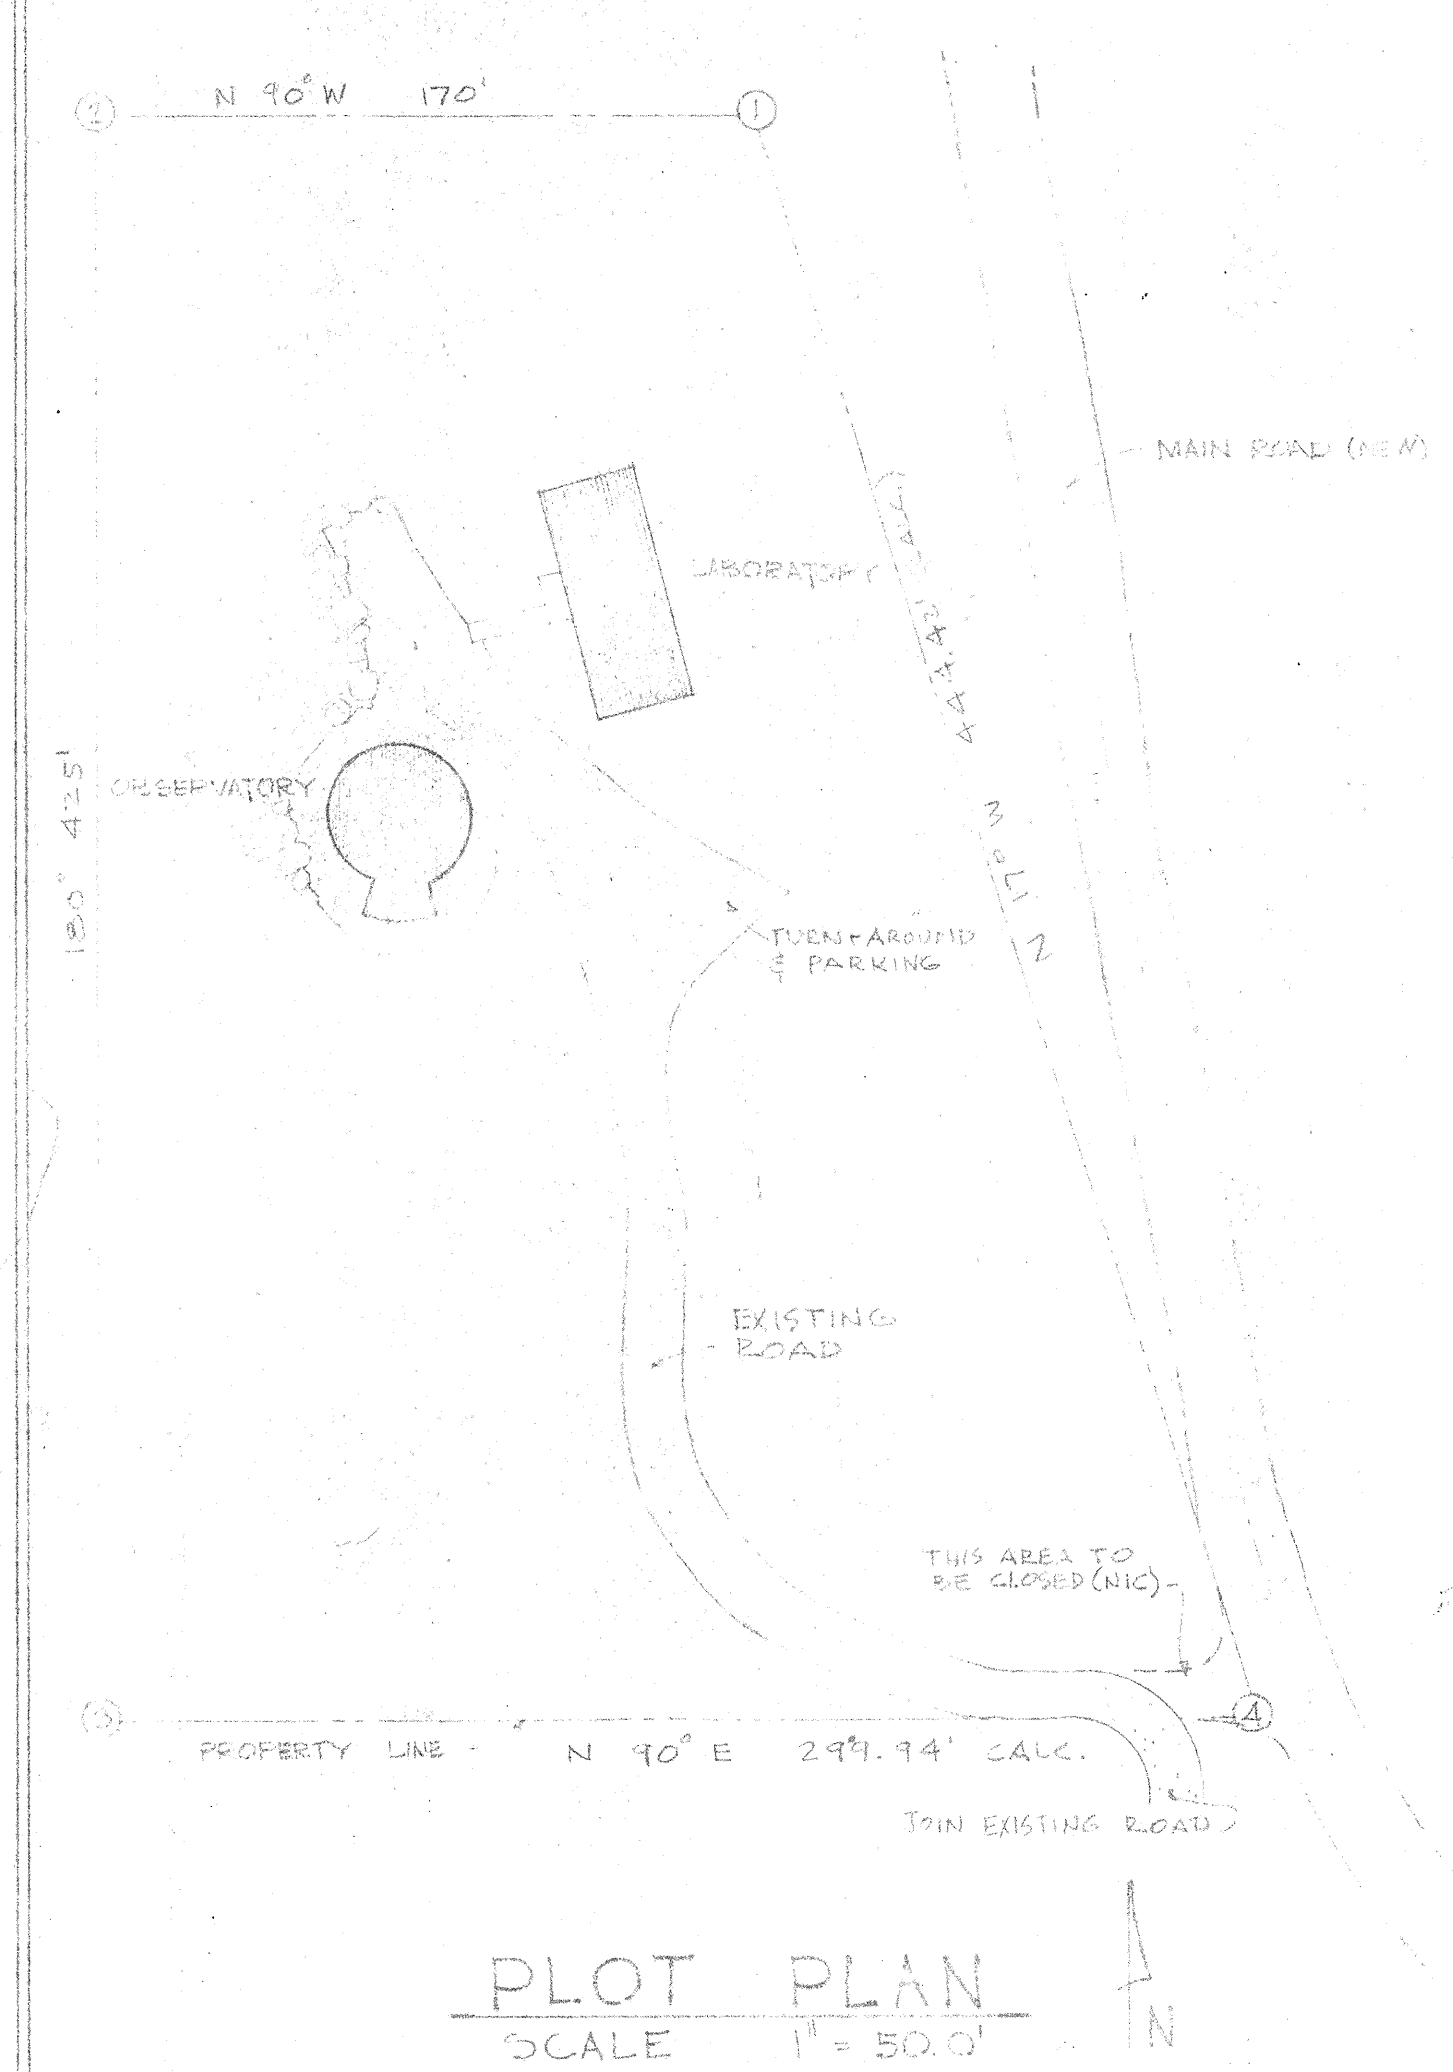 2
N 90° W 170'
1
MAIN ROAD (NEW)
LABORATORY
444.43'
OBSERVATORY
180° 425'
17° 3
2
TURN-AROUND
& PARKING
EXISTING
ROAD
THIS AREA TO
BE CLOSED (NIC)
3
4
PROPERTY LINE - N 90° E 299.94' CALC.
JOIN EXISTING ROAD
PLOT PLAN
SCALE 1" = 50.0'
N